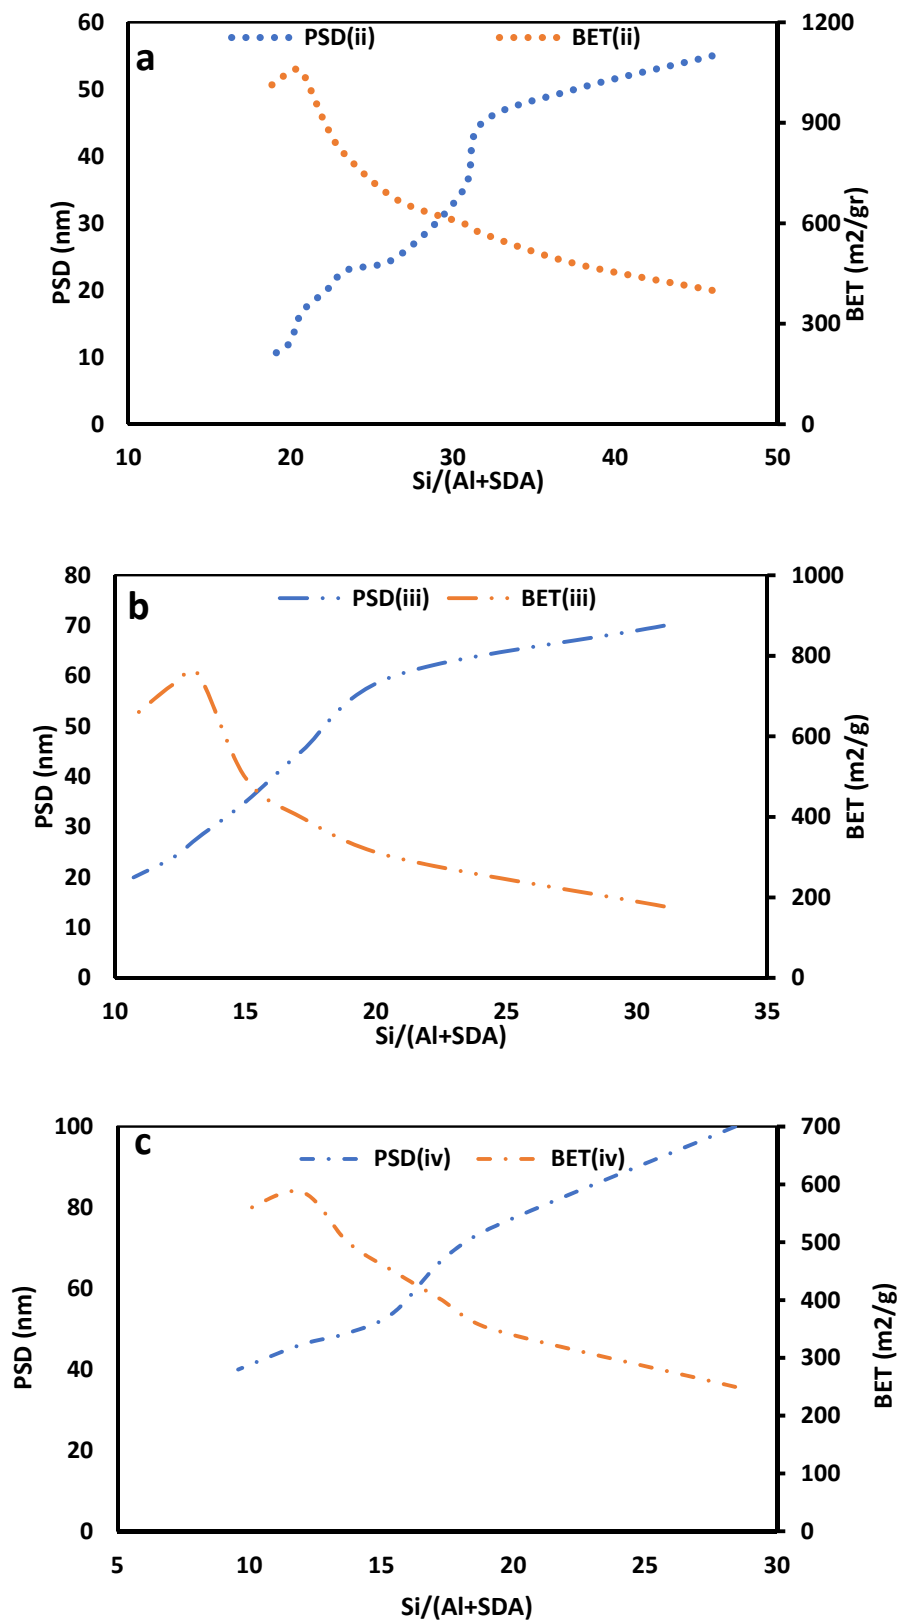 a
PSD(ii) BET(ii)
60
50
40
30
20
10
0
PSD (nm)
1200
900
600
300
0
BET (m2/gr)
10 20 30 40 50
Si/(Al+SDA)
b
PSD(iii) BET(iii)
80
70
60
50
40
30
20
10
0
PSD (nm)
1000
800
600
400
200
0
BET (m2/g)
10 15 20 25 30 35
Si/(Al+SDA)
c
PSD(iv) BET(iv)
100
80
60
40
20
0
PSD (nm)
700
600
500
400
300
200
100
0
BET (m2/g)
5 10 15 20 25 30
Si/(Al+SDA)